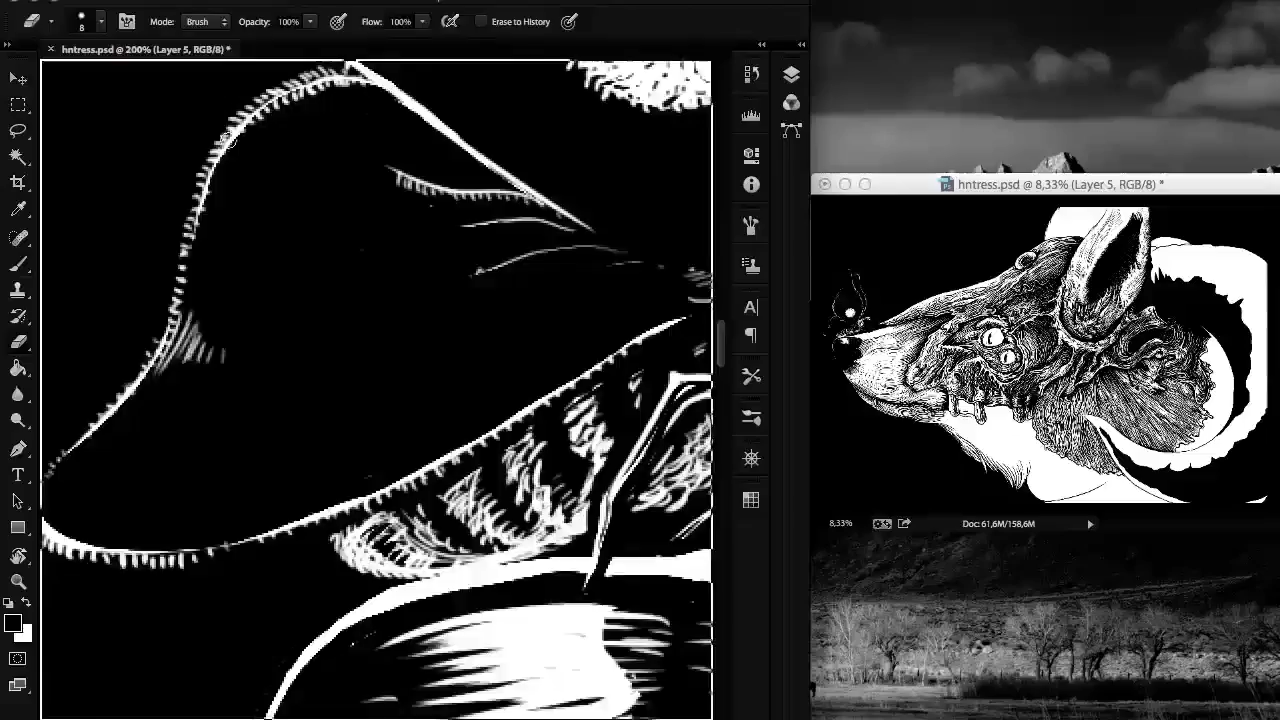 Mode: Brush Opacity: 100% Flow: 100% Erase to History
8
hntress.psd @ 200% (Layer 5, RGB/8) *
hntress.psd @ 8,33% (Layer 5, RGB/8) *
8,33% Doc: 61,6M/158,6M